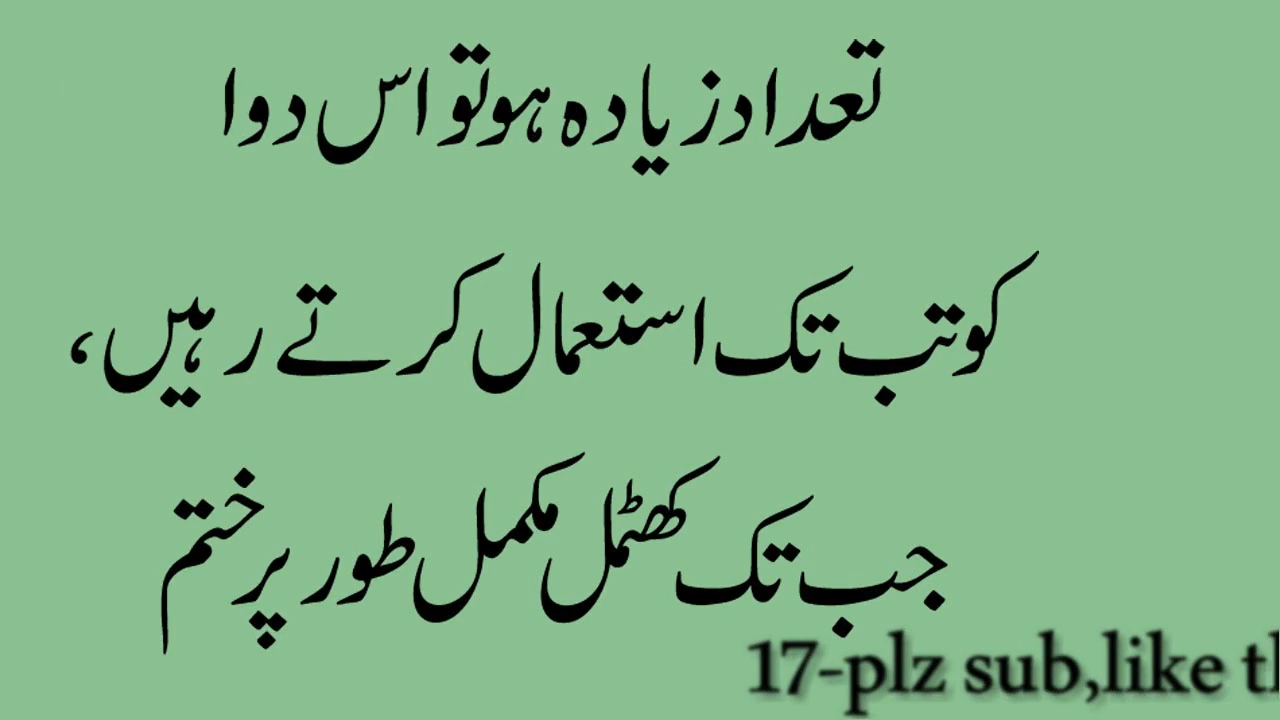 تعداد زیادہ ہو تو اس دوا
کو تب تک استعمال کرتے رہیں،
جب تک کھٹمل مکمل طور پر ختم
17-plz sub,like